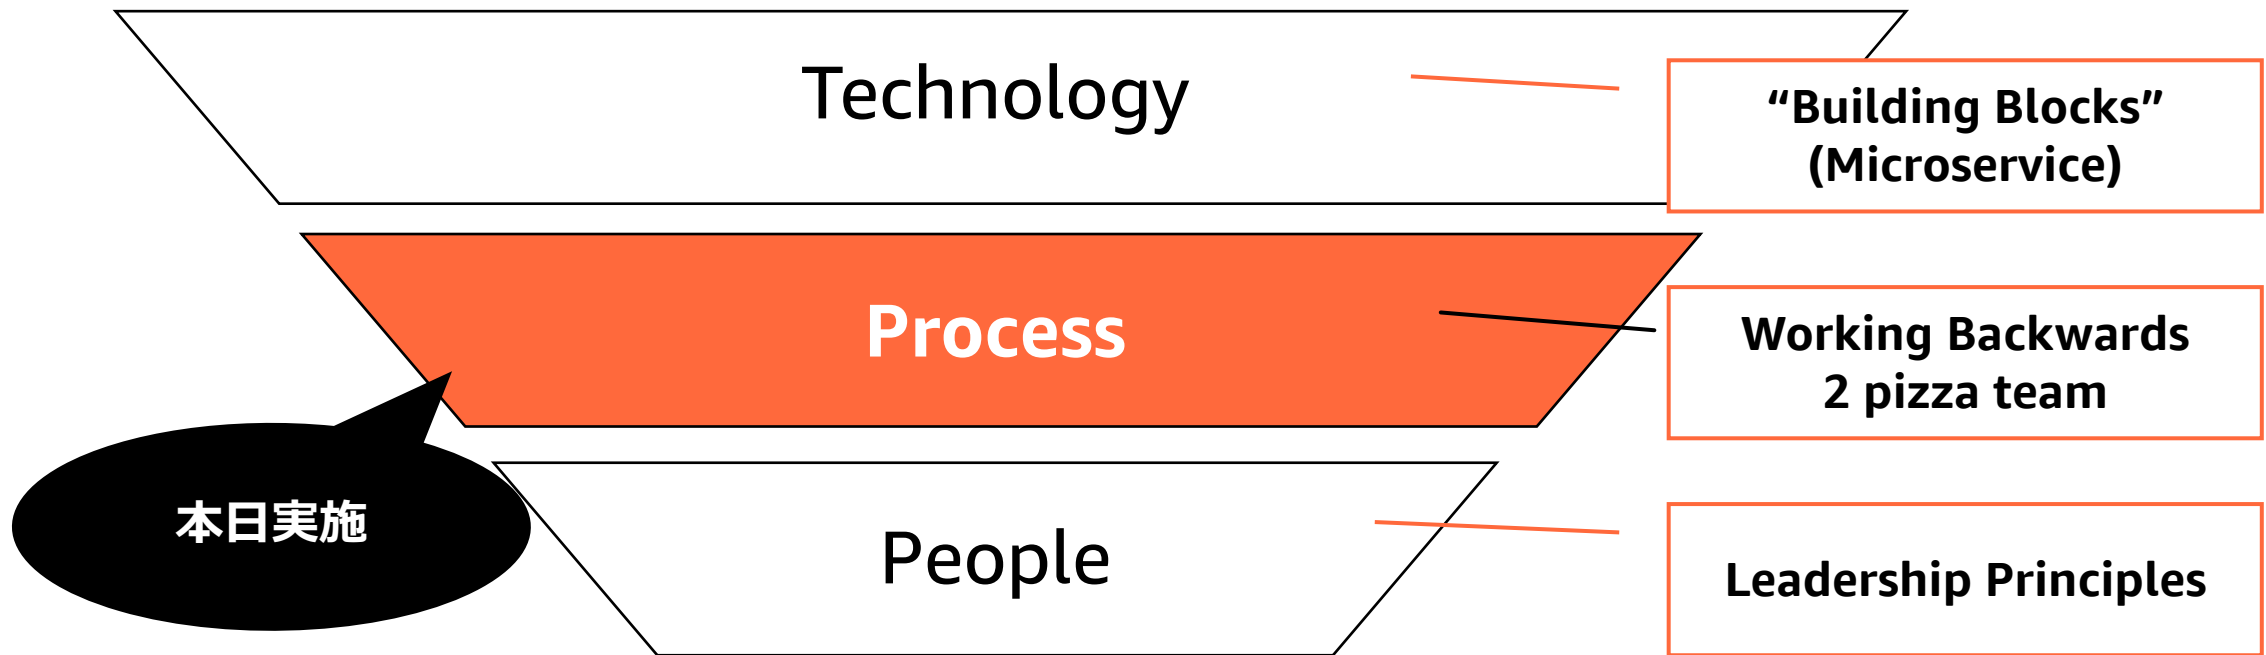 Technology
“Building Blocks”
(Microservice)
Process
Working Backwards
2 pizza team
本日実施
People
Leadership Principles